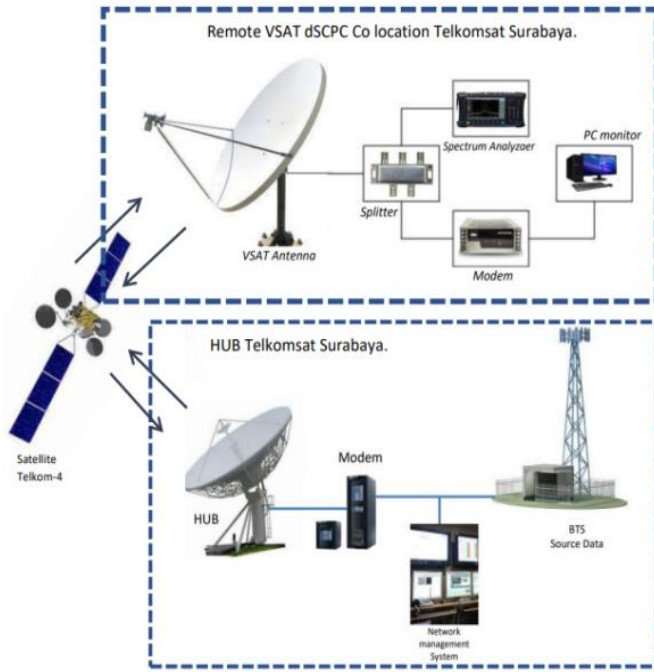 Remote VSAT dSCPC Co location Telkomsat Surabaya.
Spectrum Analyzoer
PC monitor
Splitter
VSAT Antenna
Modem
HUB Telkomsat Surabaya.
Satellite
Telkom-4
Modem
HUB
BTS
Source Data
Network
management
System